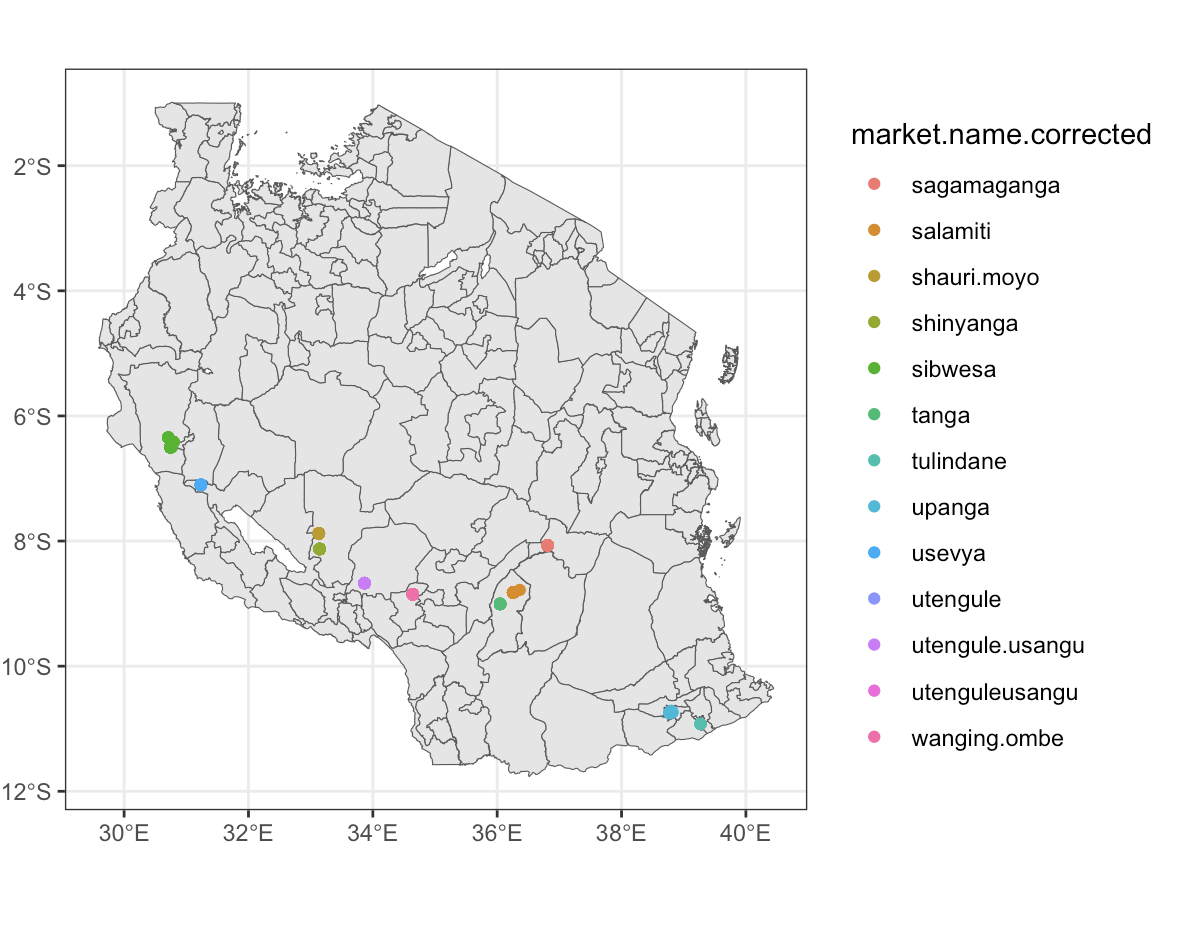 market.name.corrected
sagamaganga
salamiti
shauri.moyo
shinyanga
sibwesa
tanga
tulindane
upanga
usevya
utengule
utengule.usangu
utenguleusangu
wanging.ombe
2°S
4°S
6°S
8°S
10°S
12°S
30°E 32°E 34°E 36°E 38°E 40°E